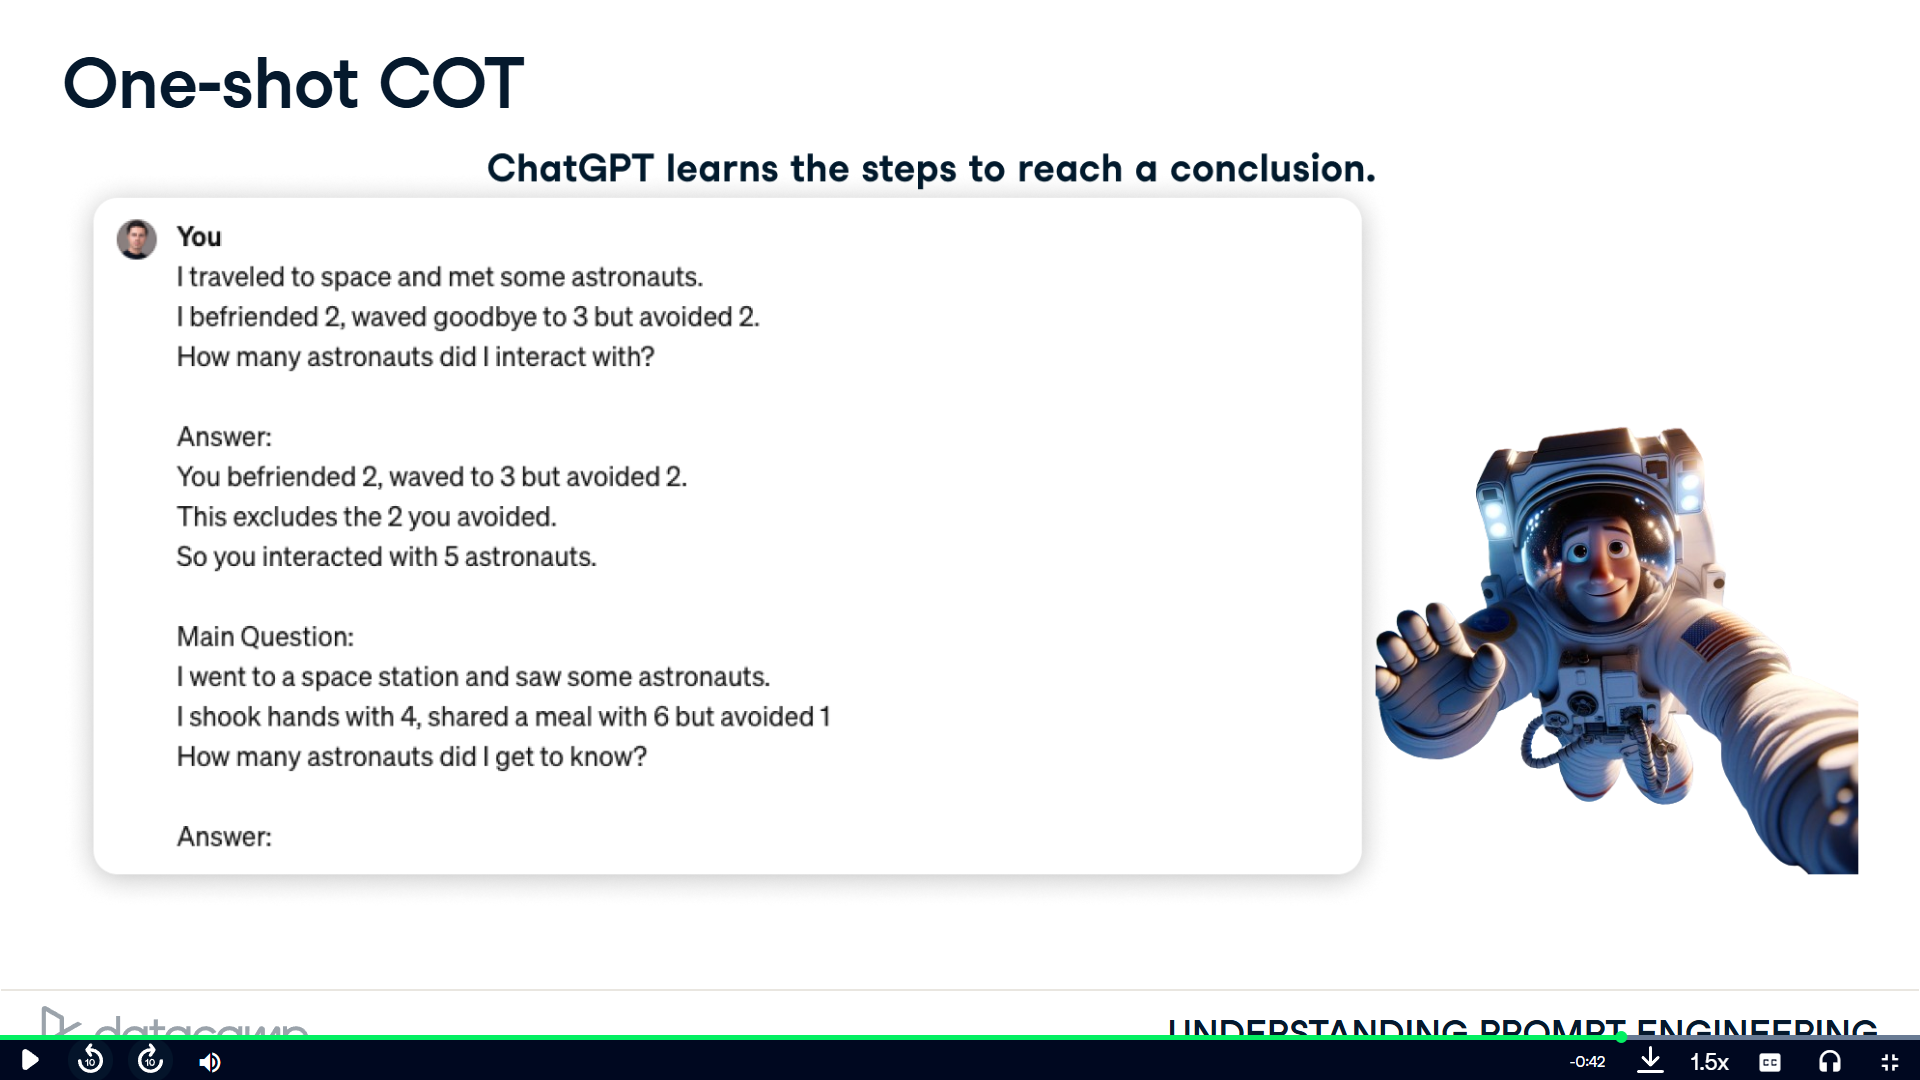 One-shot COT
ChatGPT learns the steps to reach a conclusion.
You
I traveled to space and met some astronauts.
I befriended 2, waved goodbye to 3 but avoided 2.
How many astronauts did I interact with?
Answer:
You befriended 2, waved to 3 but avoided 2.
This excludes the 2 you avoided.
So you interacted with 5 astronauts.
Main Question:
I went to a space station and saw some astronauts.
I shook hands with 4, shared a meal with 6 but avoided 1
How many astronauts did I get to know?
Answer:
datacamp
UNDERSTANDING PROMPT ENGINEERING
10
10
-0:42
1.5x
CC